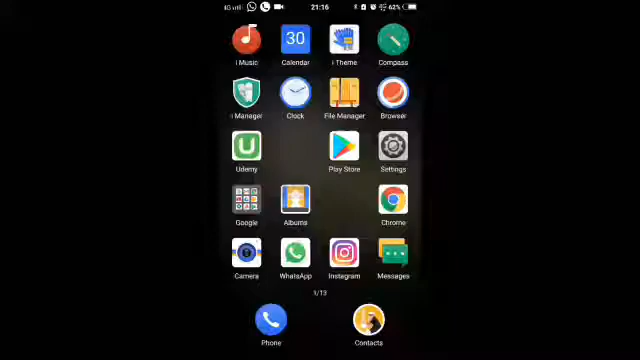 4G 21:16 62%
30
i Music Calendar i Theme Compass
i Manager Clock File Manager Browser
U
Udemy Play Store Settings
Google Albums Chrome
Camera WhatsApp Instagram Messages
1/13
Phone Contacts